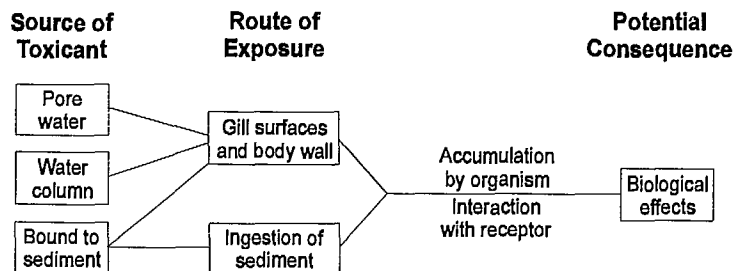 Source of
Toxicant
Route of
Exposure
Potential
Consequence
Pore
water
Water
column
Bound to
sediment
Gill surfaces
and body wall
Ingestion of
sediment
Accumulation
by organism
Interaction
with receptor
Biological
effects